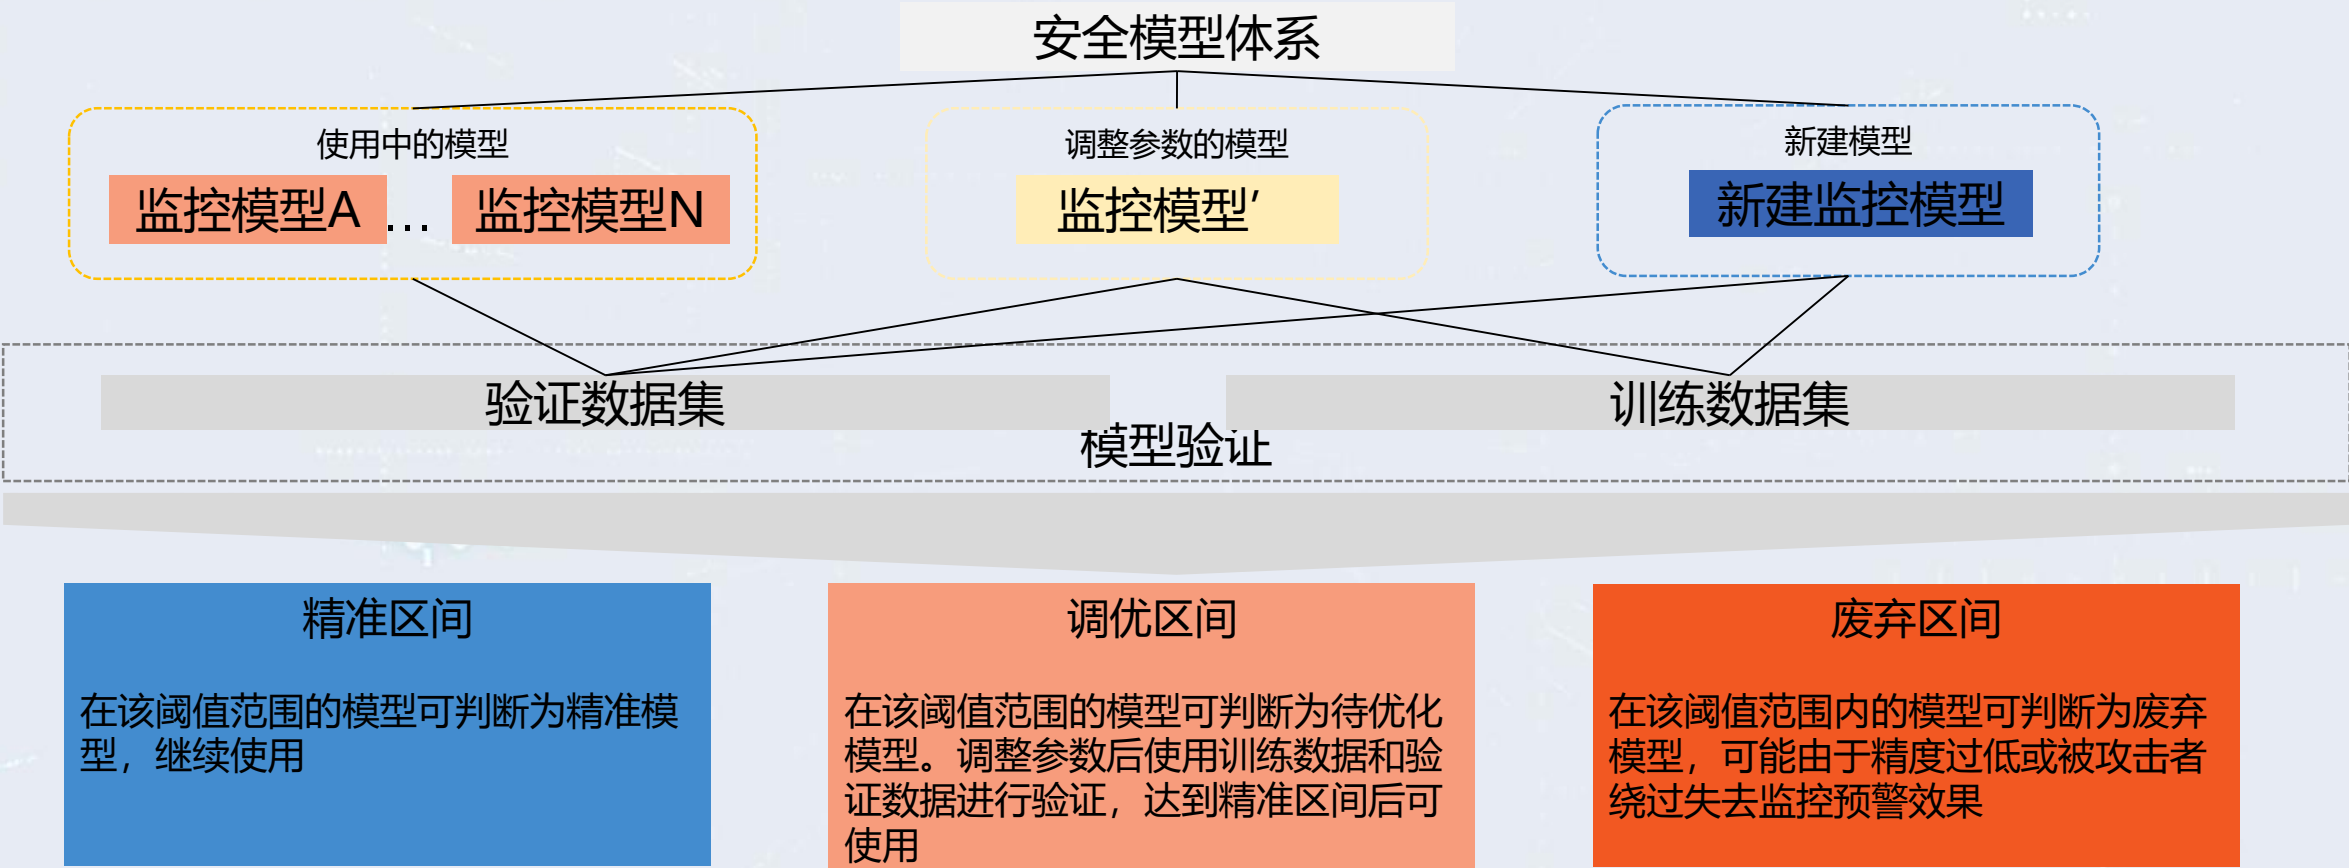 安全模型体系
使用中的模型
调整参数的模型
新建模型
监控模型A
...
监控模型N
监控模型’
新建监控模型
验证数据集
训练数据集
模型验证
精准区间
在该阈值范围的模型可判断为精准模
型，继续使用
调优区间
在该阈值范围的模型可判断为待优化
模型。调整参数后使用训练数据和验
证数据进行验证，达到精准区间后可
使用
废弃区间
在该阈值范围内的模型可判断为废弃
模型，可能由于精度过低或被攻击者
绕过失去监控预警效果